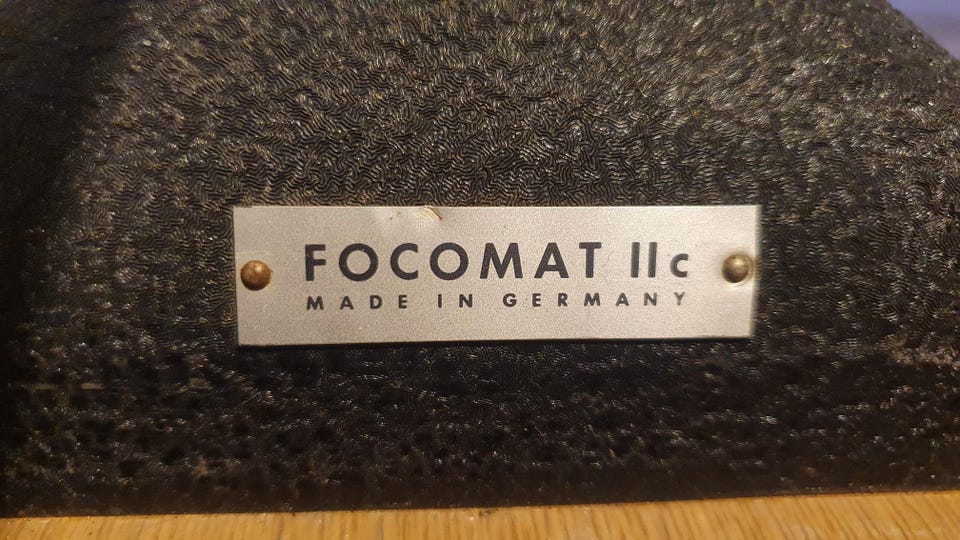 FOCOMAT IIc
MADE IN GERMANY